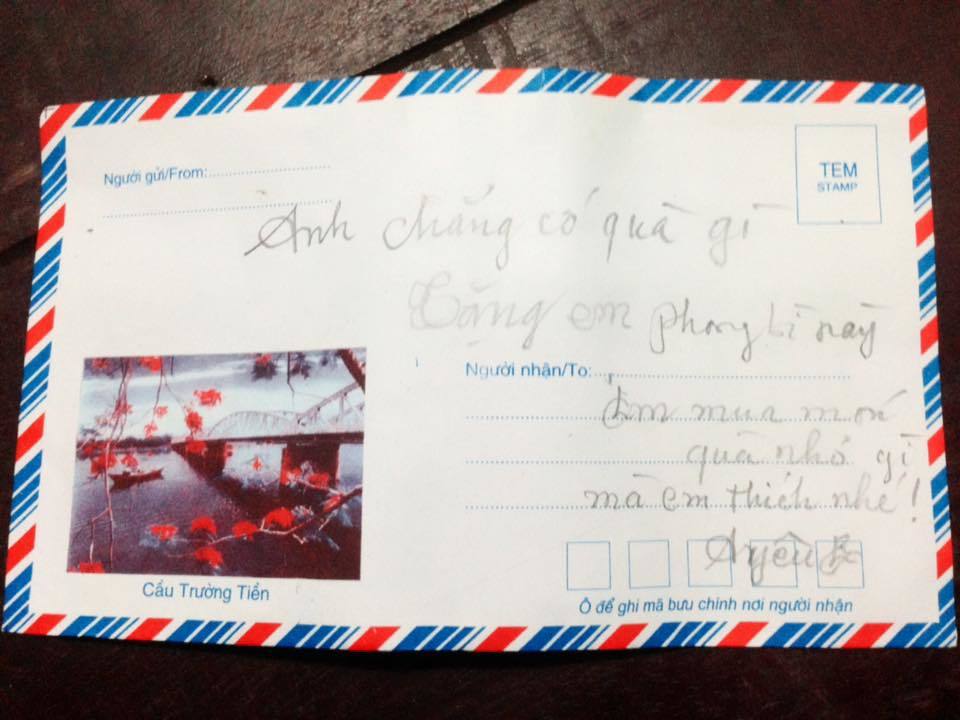 Người gửi/From:
TEM
STAMP
Anh chẳng có quà gì
Tặng em phong bì này
Người nhận/To:
Em mua món
quà nhỏ gì
mà em thích nhé!
Ayêu
Ô để ghi mã bưu chính nơi người nhận
Cầu Trường Tiền